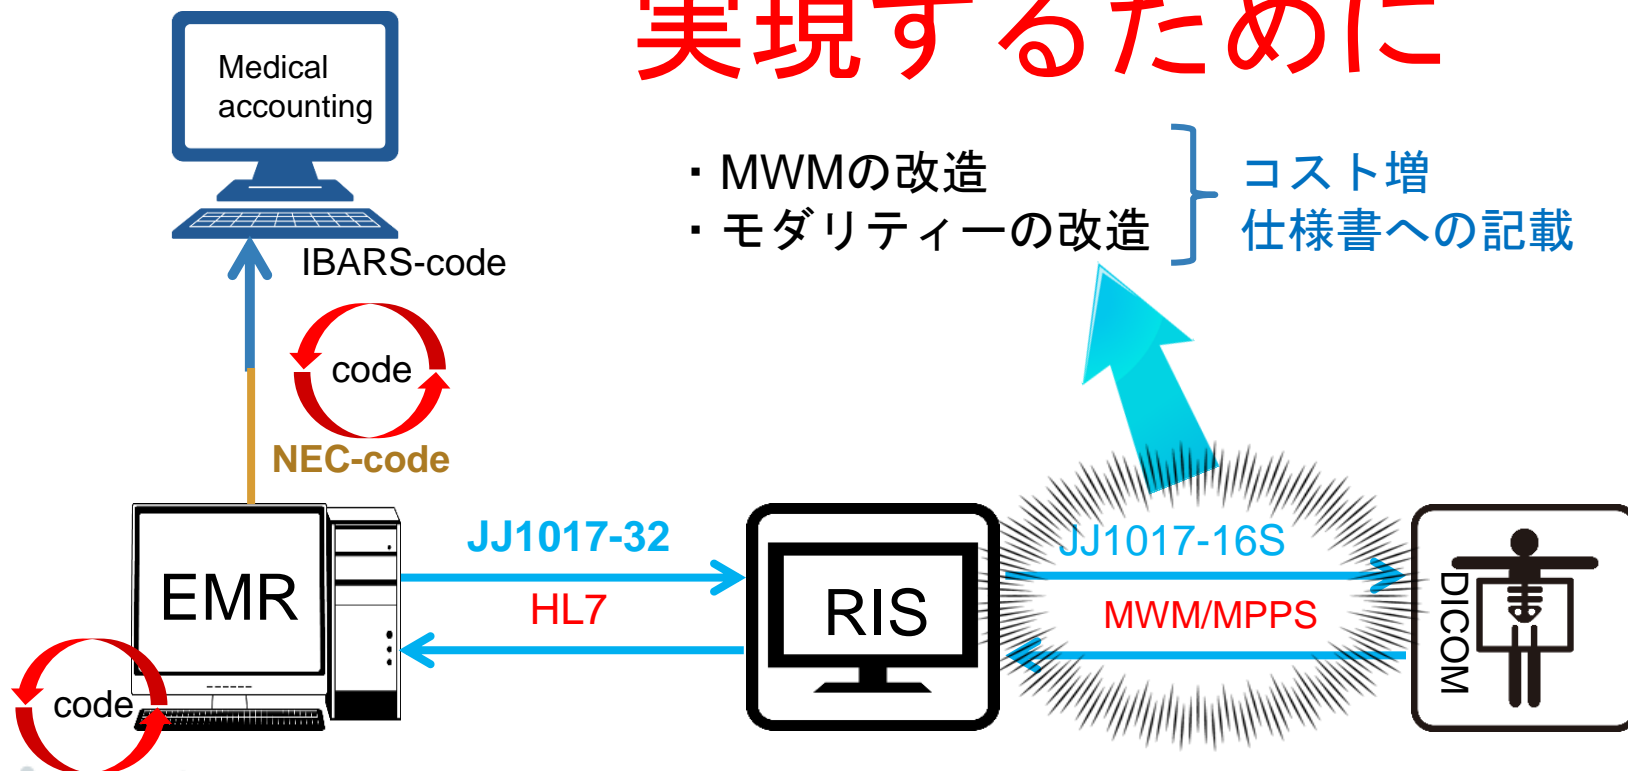 実現するために
Medical
accounting
・MWMの改造
・モダリティーの改造
コスト増
仕様書への記載
IBARS-code
code
NEC-code
EMR
JJ1017-32
HL7
RIS
JJ1017-16S
MWM/MPPS
DICOM
code